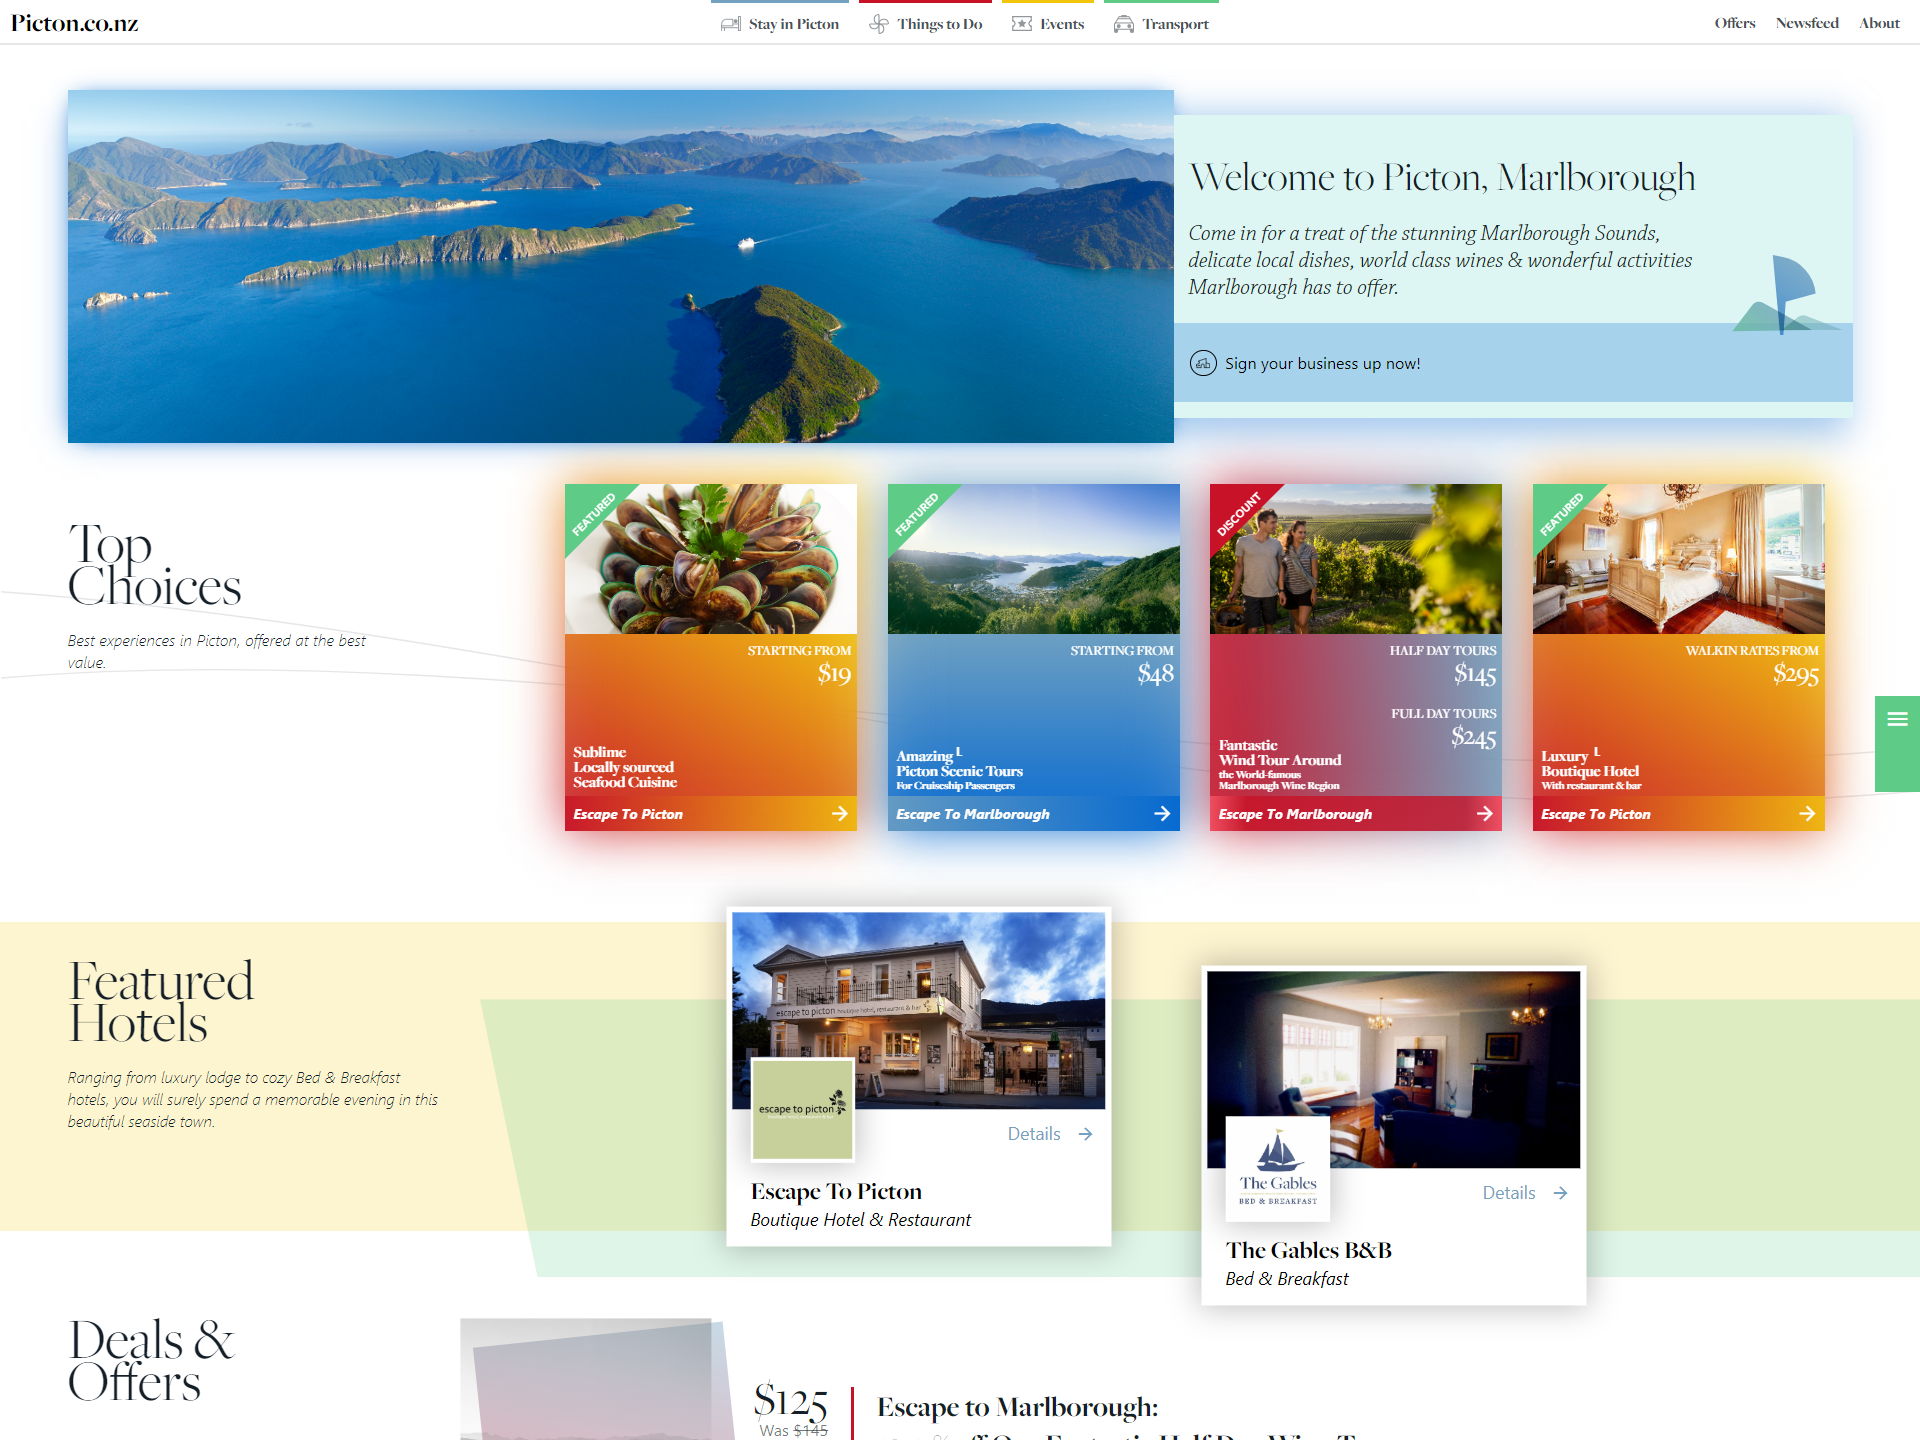 Picton.co.nz
Stay in Picton
Things to Do
Events
Transport
Offers
Newsfeed
About
Welcome to Picton, Marlborough
Come in for a treat of the stunning Marlborough Sounds,
delicate local dishes, world class wines & wonderful activities
Marlborough has to offer.
Sign your business up now!
Top
Choices
Best experiences in Picton, offered at the best
value.
FEATURED
STARTING FROM
$19
Sublime
Locally sourced
Seafood Cuisine
Escape To Picton
FEATURED
STARTING FROM
$48
Amazing
Picton Scenic Tours
For Cruiseship Passengers
Escape To Marlborough
DISCOUNT
HALF DAY TOURS
$145
FULL DAY TOURS
$245
Fantastic
Wind Tour Around
the World-famous
Marlborough Wine Region
Escape To Marlborough
FEATURED
WALKIN RATES FROM
$295
Luxury
Boutique Hotel
With restaurant & bar
Escape To Picton
Featured
Hotels
Ranging from luxury lodge to cozy Bed & Breakfast
hotels, you will surely spend a memorable evening in this
beautiful seaside town.
escape to picton boutique hotel, restaurant & bar
escape to picton
Details
Escape To Picton
Boutique Hotel & Restaurant
The Gables
BED & BREAKFAST
Details
The Gables B&B
Bed & Breakfast
Deals &
Offers
$125
Was $145
Escape to Marlborough: